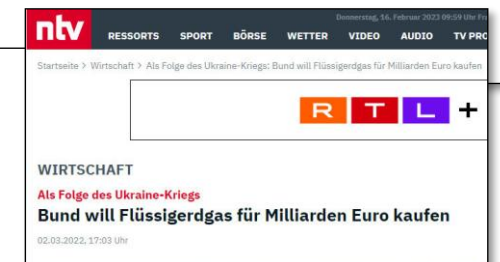 Donnerstag, 16. Februar 2023 09:59 Uhr
ntv RESSORTS SPORT BÖRSE WETTER VIDEO AUDIO TV
Startseite > Wirtschaft > Als Folge des Ukraine-Kriegs: Bund will Flüssigerdgas für Milliarden Euro kaufen
R T L +
WIRTSCHAFT
Als Folge des Ukraine-Kriegs
Bund will Flüssigerdgas für Milliarden Euro kaufen
02.03.2022, 17:03 Uhr